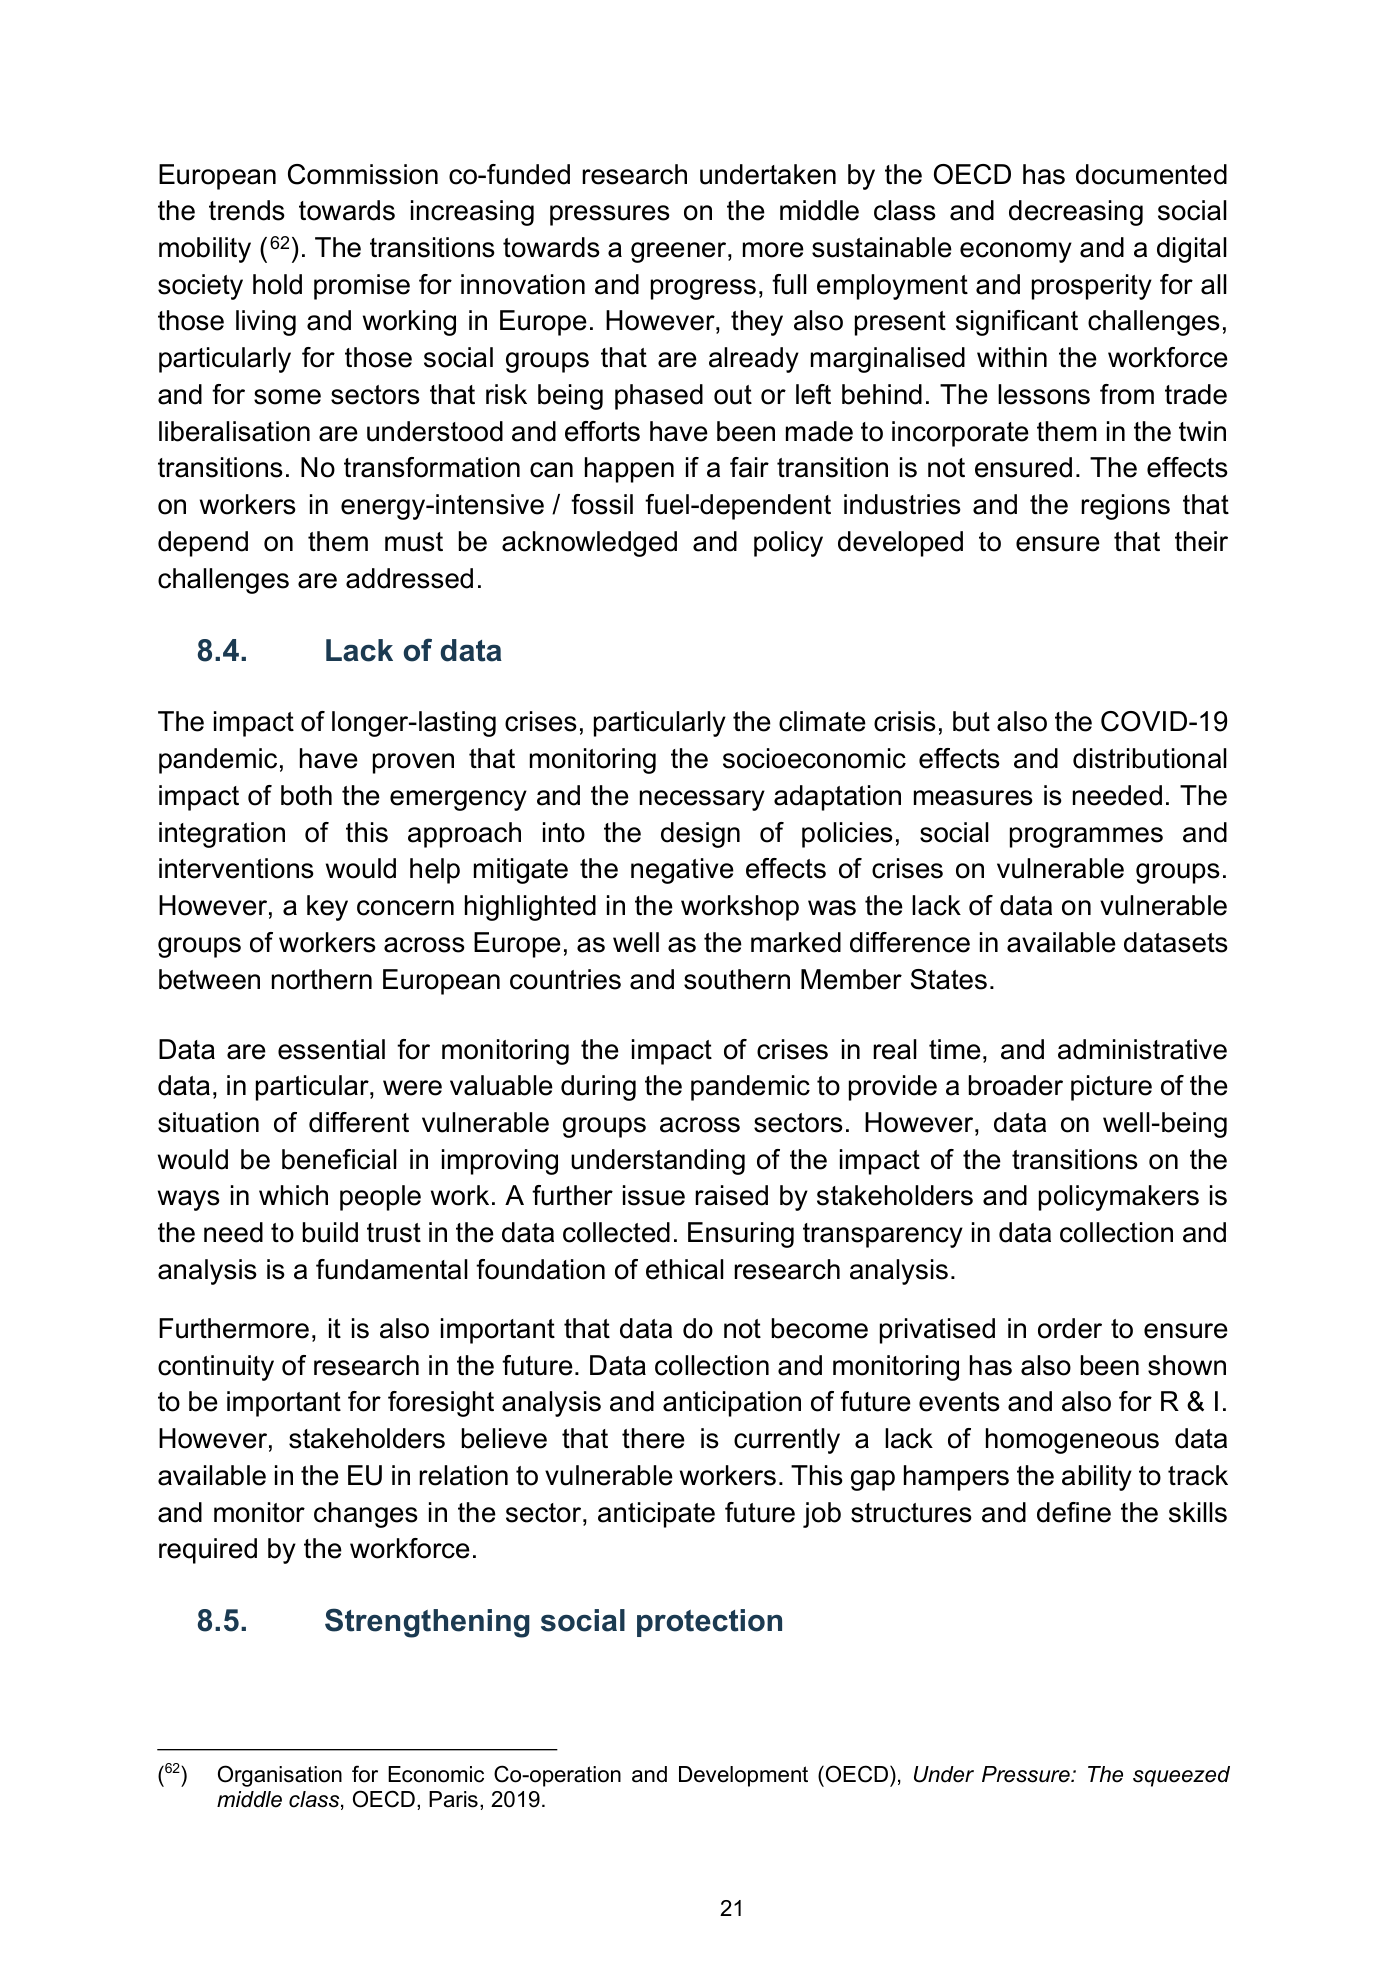 European Commission co-funded research undertaken by the OECD has documented
the trends towards increasing pressures on the middle class and decreasing social
mobility (62). The transitions towards a greener, more sustainable economy and a digital
society hold promise for innovation and progress, full employment and prosperity for all
those living and working in Europe. However, they also present significant challenges,
particularly for those social groups that are already marginalised within the workforce
and for some sectors that risk being phased out or left behind. The lessons from trade
liberalisation are understood and efforts have been made to incorporate them in the twin
transitions. No transformation can happen if a fair transition is not ensured. The effects
on workers in energy-intensive / fossil fuel-dependent industries and the regions that
depend on them must be acknowledged and policy developed to ensure that their
challenges are addressed.
8.4. Lack of data
The impact of longer-lasting crises, particularly the climate crisis, but also the COVID-19
pandemic, have proven that monitoring the socioeconomic effects and distributional
impact of both the emergency and the necessary adaptation measures is needed. The
integration of this approach into the design of policies, social programmes and
interventions would help mitigate the negative effects of crises on vulnerable groups.
However, a key concern highlighted in the workshop was the lack of data on vulnerable
groups of workers across Europe, as well as the marked difference in available datasets
between northern European countries and southern Member States.
Data are essential for monitoring the impact of crises in real time, and administrative
data, in particular, were valuable during the pandemic to provide a broader picture of the
situation of different vulnerable groups across sectors. However, data on well-being
would be beneficial in improving understanding of the impact of the transitions on the
ways in which people work. A further issue raised by stakeholders and policymakers is
the need to build trust in the data collected. Ensuring transparency in data collection and
analysis is a fundamental foundation of ethical research analysis.
Furthermore, it is also important that data do not become privatised in order to ensure
continuity of research in the future. Data collection and monitoring has also been shown
to be important for foresight analysis and anticipation of future events and also for R & I.
However, stakeholders believe that there is currently a lack of homogeneous data
available in the EU in relation to vulnerable workers. This gap hampers the ability to track
and monitor changes in the sector, anticipate future job structures and define the skills
required by the workforce.
8.5. Strengthening social protection
(62) Organisation for Economic Co-operation and Development (OECD), Under Pressure: The squeezed
middle class, OECD, Paris, 2019.
21